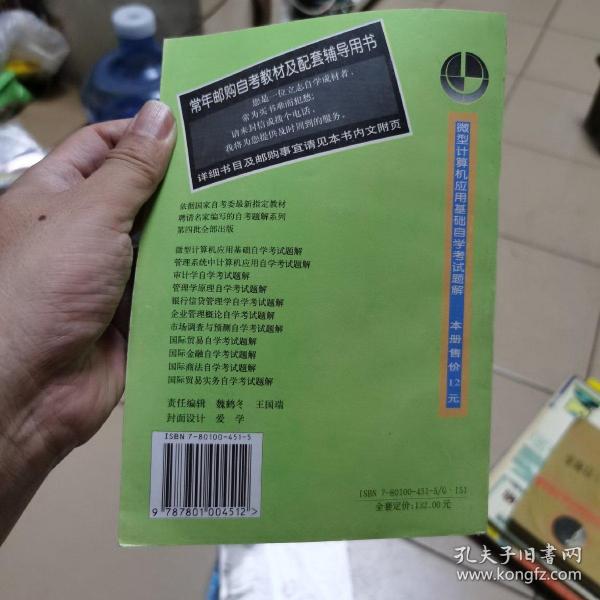 常年邮购自考教材及配套辅导用书
您是一位立志自学成材者,
常为买书难而犯愁,
请来封信或拨个电话,
我将为您提供及时周到的服务。
详细书目及邮购事宜请见本书内文附页
依据国家自考委最新指定教材
聘请名家编写的自考题解系列
第四批全部出版
微型计算机应用基础自学考试题解
管理系统中计算机应用自学考试题解
审计学自学考试题解
管理学原理自学考试题解
银行信贷管理学自学考试题解
企业管理概论自学考试题解
市场调查与预测自学考试题解
国际贸易自学考试题解
国际金融自学考试题解
国际商法自学考试题解
国际贸易实务自学考试题解
责任编辑 魏鹤冬 王国端
封面设计 爱 学
ISBN 7-80100-451-5
9 787801 004512 >
ISBN 7-80100-451-5/G·151
全套定价:132.00元
微型计算机应用基础自学考试题解 本册售价12元
孔夫子旧书网
www.kongfz.com